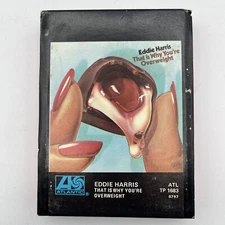 Eddie Harris
That is Why You're
Overweight
ATLANTIC
EDDIE HARRIS
THAT IS WHY YOU'RE
OVERWEIGHT
ATL
TP 1683